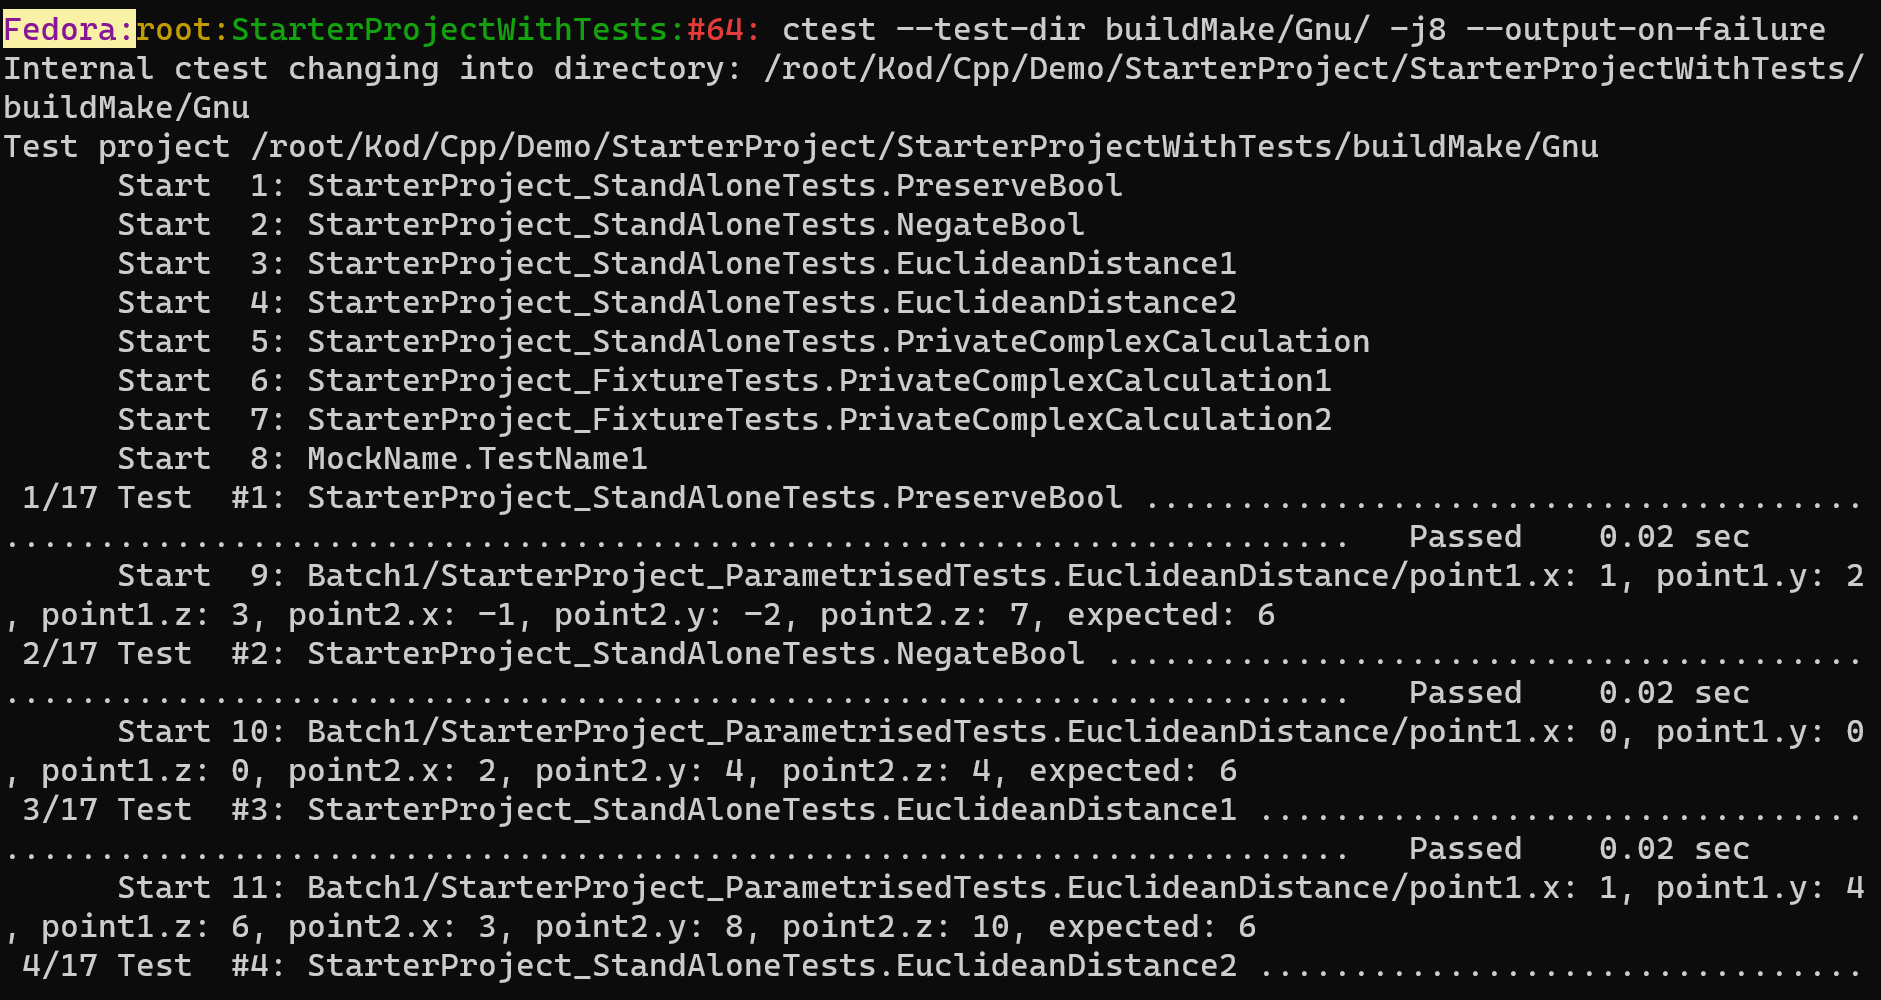 Fedora:root:StarterProjectWithTests:#64: ctest --test-dir buildMake/Gnu/ -j8 --output-on-failure
Internal ctest changing into directory: /root/Kod/Cpp/Demo/StarterProject/StarterProjectWithTests/
buildMake/Gnu
Test project /root/Kod/Cpp/Demo/StarterProject/StarterProjectWithTests/buildMake/Gnu
      Start  1: StarterProject_StandAloneTests.PreserveBool
      Start  2: StarterProject_StandAloneTests.NegateBool
      Start  3: StarterProject_StandAloneTests.EuclideanDistance1
      Start  4: StarterProject_StandAloneTests.EuclideanDistance2
      Start  5: StarterProject_StandAloneTests.PrivateComplexCalculation
      Start  6: StarterProject_FixtureTests.PrivateComplexCalculation1
      Start  7: StarterProject_FixtureTests.PrivateComplexCalculation2
      Start  8: MockName.TestName1
 1/17 Test  #1: StarterProject_StandAloneTests.PreserveBool ......................................
.......................................................................   Passed    0.02 sec
      Start  9: Batch1/StarterProject_ParametrisedTests.EuclideanDistance/point1.x: 1, point1.y: 2
, point1.z: 3, point2.x: -1, point2.y: -2, point2.z: 7, expected: 6
 2/17 Test  #2: StarterProject_StandAloneTests.NegateBool ........................................
.......................................................................   Passed    0.02 sec
      Start 10: Batch1/StarterProject_ParametrisedTests.EuclideanDistance/point1.x: 0, point1.y: 0
, point1.z: 0, point2.x: 2, point2.y: 4, point2.z: 4, expected: 6
 3/17 Test  #3: StarterProject_StandAloneTests.EuclideanDistance1 ................................
.......................................................................   Passed    0.02 sec
      Start 11: Batch1/StarterProject_ParametrisedTests.EuclideanDistance/point1.x: 1, point1.y: 4
, point1.z: 6, point2.x: 3, point2.y: 8, point2.z: 10, expected: 6
 4/17 Test  #4: StarterProject_StandAloneTests.EuclideanDistance2 ................................